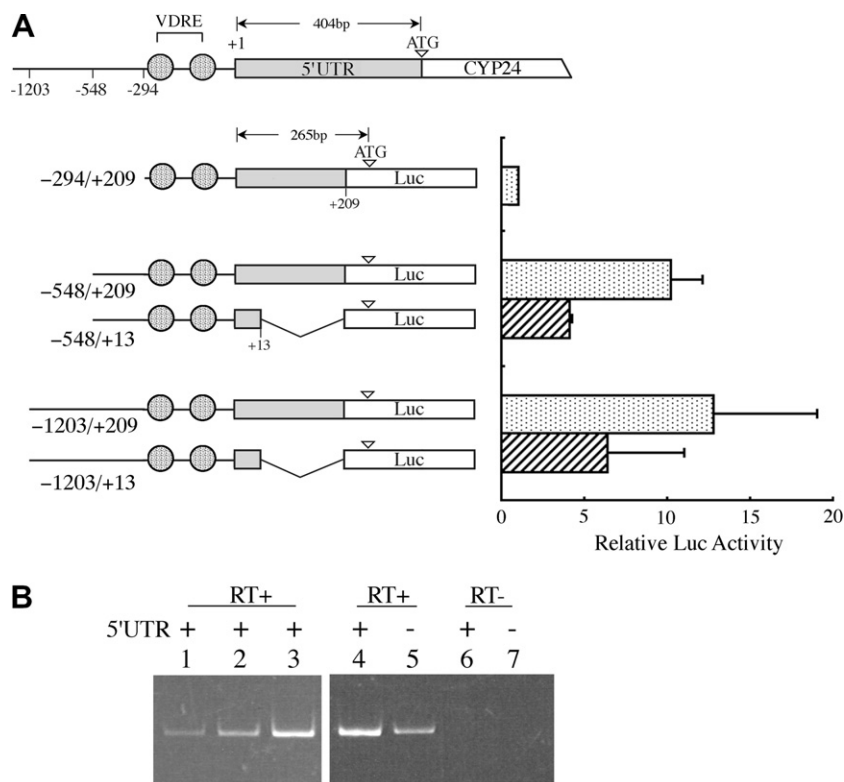 A
VDRE
404bp
+1
ATG
5'UTR
CYP24
-1203
-548
-294
265bp
ATG
−294/+209
Luc
+209
−548/+209
Luc
−548/+13
Luc
+13
−1203/+209
Luc
−1203/+13
Luc
0 5 10 15 20
Relative Luc Activity
B
RT+ RT+ RT-
5'UTR + + + + - + -
1 2 3 4 5 6 7